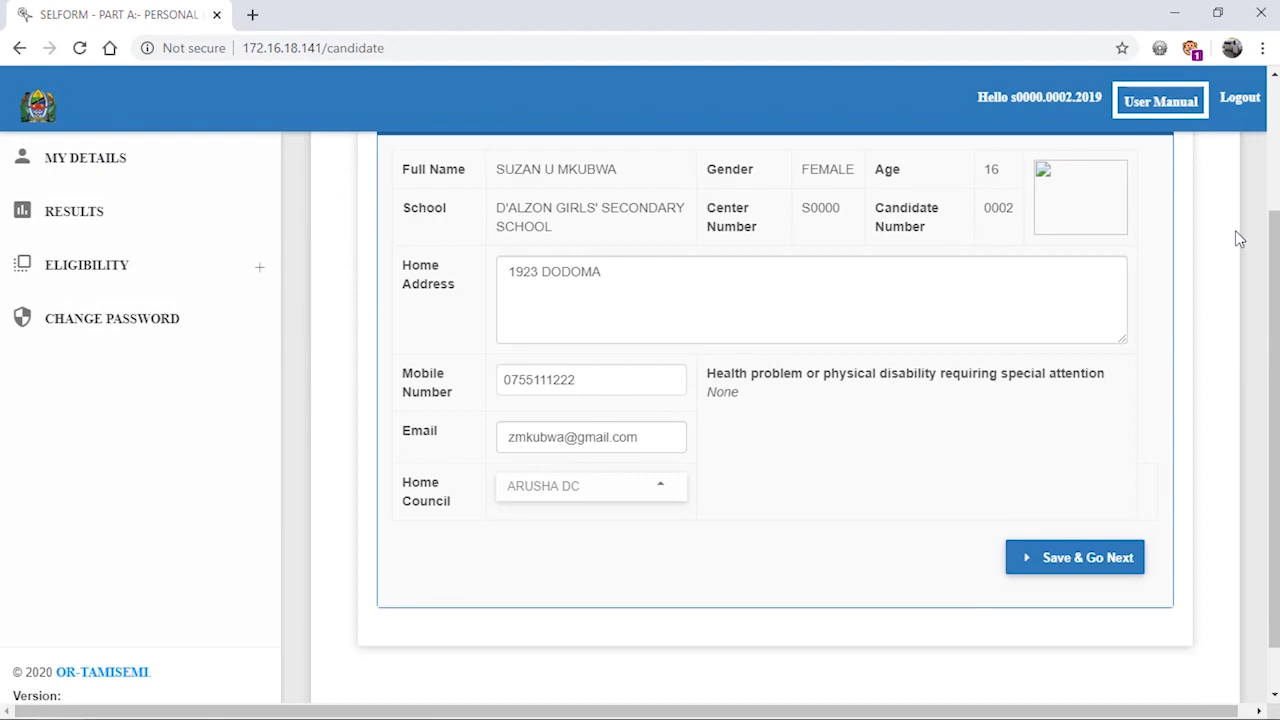 SELFORM - PART A:- PERSONAL
Not secure
172.16.18.141/candidate
1
Hello s0000.0002.2019
User Manual
Logout
MY DETAILS
RESULTS
ELIGIBILITY
CHANGE PASSWORD
Full Name
SUZAN U MKUBWA
Gender
FEMALE
Age
16
School
D'ALZON GIRLS' SECONDARY
SCHOOL
Center
Number
S0000
Candidate
Number
0002
Home
Address
1923 DODOMA
Mobile
Number
0755111222
Health problem or physical disability requiring special attention
None
Email
zmkubwa@gmail.com
Home
Council
ARUSHA DC
Save & Go Next
© 2020 OR-TAMISEMI.
Version: